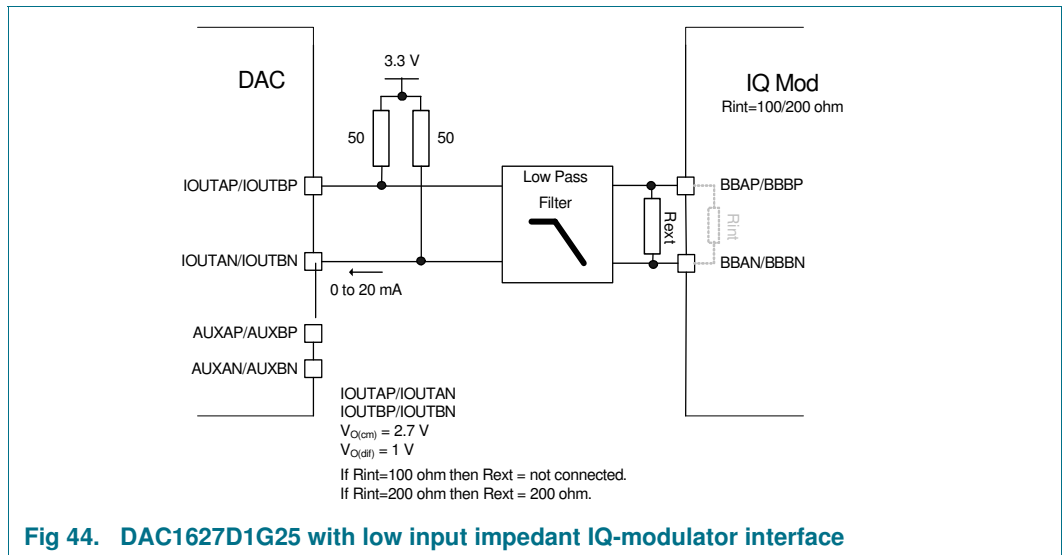 3.3 V
DAC
IQ Mod
Rint=100/200 ohm
50
50
IOUTAP/IOUTBP
Low Pass
Filter
BBAP/BBBP
Rext
Rint
IOUTAN/IOUTBN
BBAN/BBBN
0 to 20 mA
AUXAP/AUXBP
AUXAN/AUXBN
IOUTAP/IOUTAN
IOUTBP/IOUTBN
VO(cm) = 2.7 V
VO(dif) = 1 V
If Rint=100 ohm then Rext = not connected.
If Rint=200 ohm then Rext = 200 ohm.
Fig 44. DAC1627D1G25 with low input impedant IQ-modulator interface